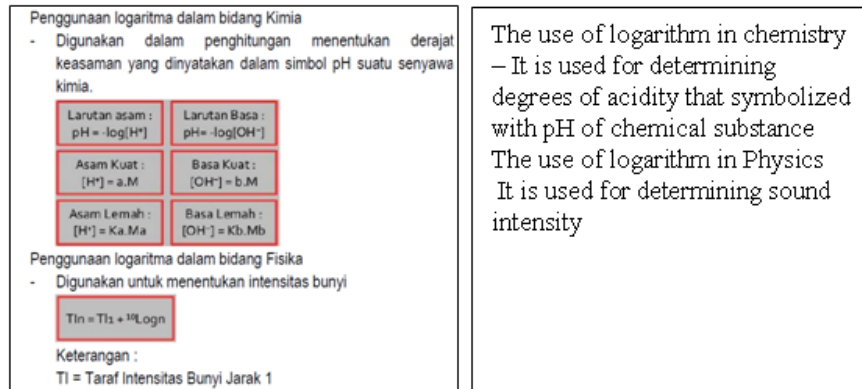 Penggunaan logaritma dalam bidang Kimia
- Digunakan dalam penghitungan menentukan derajat
keasaman yang dinyatakan dalam simbol pH suatu senyawa
kimia.
Larutan asam :
pH = -log[H⁺]
Larutan Basa :
pH= -log[OH⁻]
Asam Kuat :
[H⁺] = a.M
Basa Kuat :
[OH⁻] = b.M
Asam Lemah :
[H⁺] = Ka.Ma
Basa Lemah :
[OH⁻] = Kb.Mb
Penggunaan logaritma dalam bidang Fisika
- Digunakan untuk menentukan intensitas bunyi
TIn = TI₁ + ¹⁰Logn
Keterangan :
TI = Taraf Intensitas Bunyi Jarak 1
The use of logarithm in chemistry
– It is used for determining
degrees of acidity that symbolized
with pH of chemical substance
The use of logarithm in Physics
It is used for determining sound
intensity